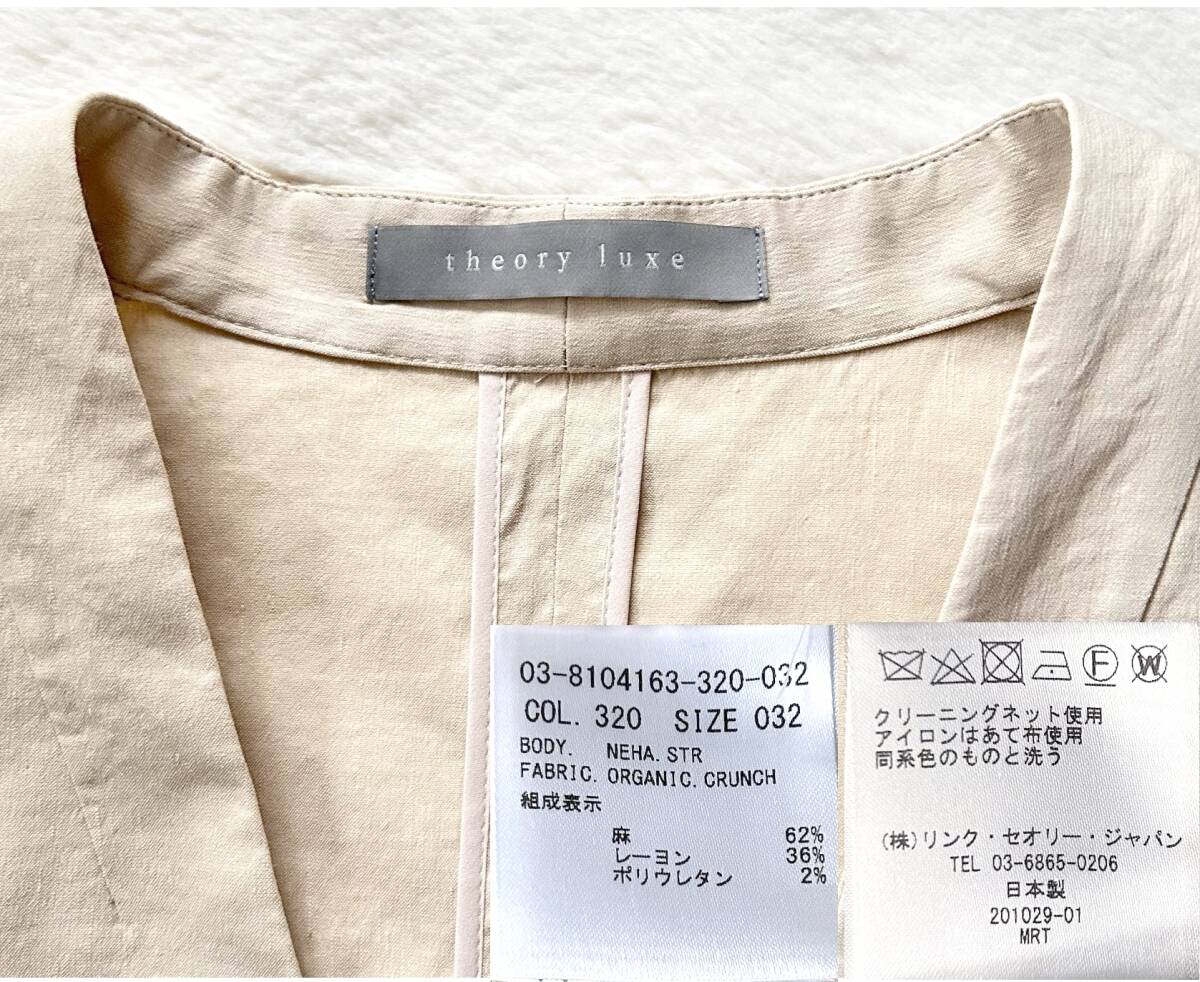 theory luxe
03-8104163-320-032
COL. 320 SIZE 032
BODY. NEHA. STR
FABRIC. ORGANIC. CRUNCH
組成表示
麻 62%
レーヨン 36%
ポリウレタン 2%
F W
クリーニングネット使用
アイロンはあて布使用
同系色のものと洗う
(株)リンク・セオリー・ジャパン
TEL 03-6865-0206
日本製
201029-01
MRT